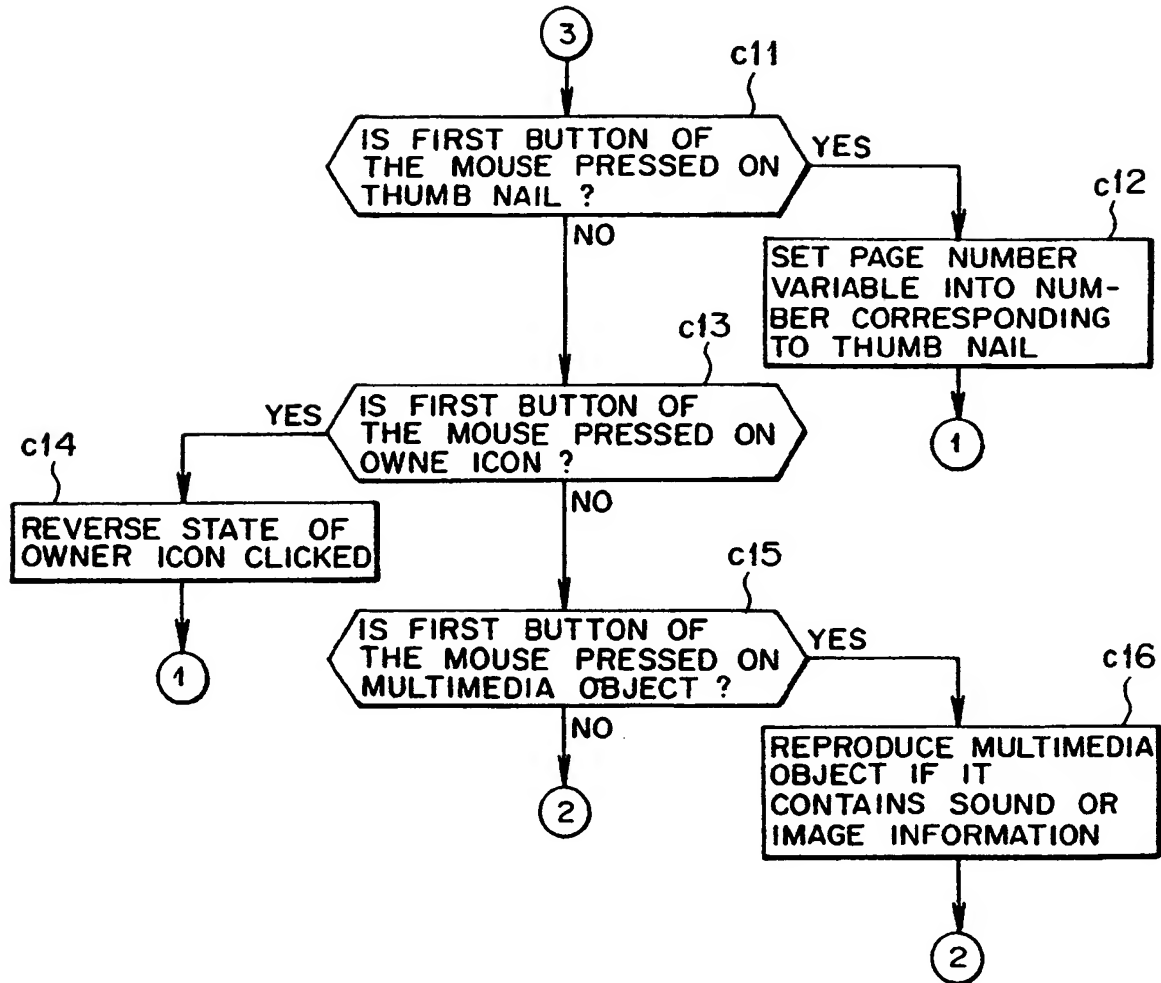 3
c11
IS FIRST BUTTON OF
THE MOUSE PRESSED ON
THUMB NAIL ?
YES
NO
c12
SET PAGE NUMBER
VARIABLE INTO NUM-
BER CORRESPONDING
TO THUMB NAIL
1
c13
IS FIRST BUTTON OF
THE MOUSE PRESSED ON
OWNE ICON ?
YES
NO
c14
REVERSE STATE OF
OWNER ICON CLICKED
1
c15
IS FIRST BUTTON OF
THE MOUSE PRESSED ON
MULTIMEDIA OBJECT ?
YES
NO
2
c16
REPRODUCE MULTIMEDIA
OBJECT IF IT
CONTAINS SOUND OR
IMAGE INFORMATION
2